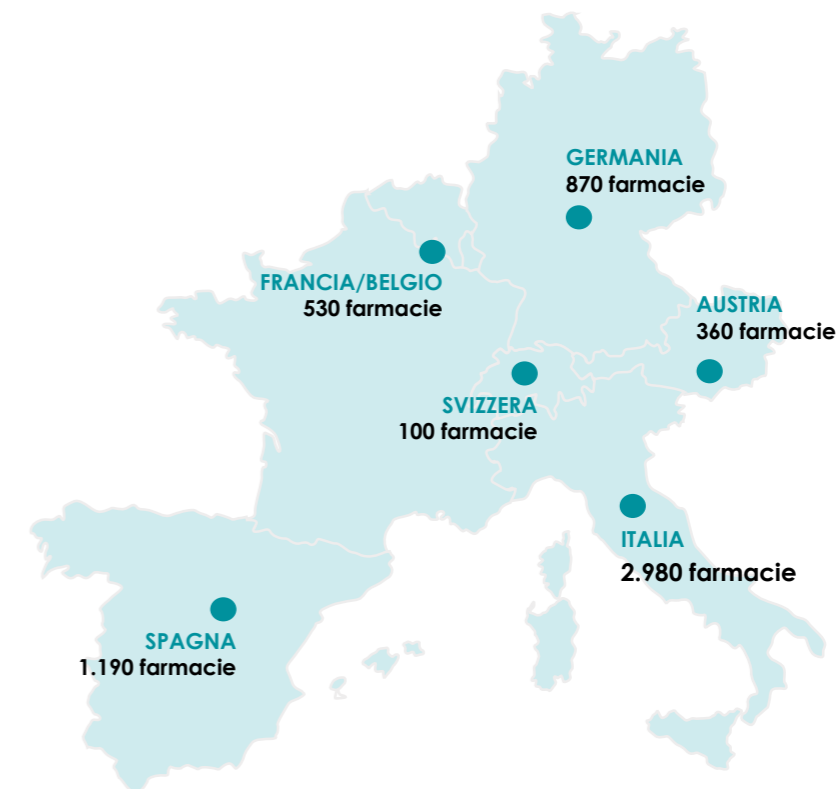 GERMANIA
870 farmacie
FRANCIA/BELGIO
530 farmacie
AUSTRIA
360 farmacie
SVIZZERA
100 farmacie
ITALIA
2.980 farmacie
SPAGNA
1.190 farmacie